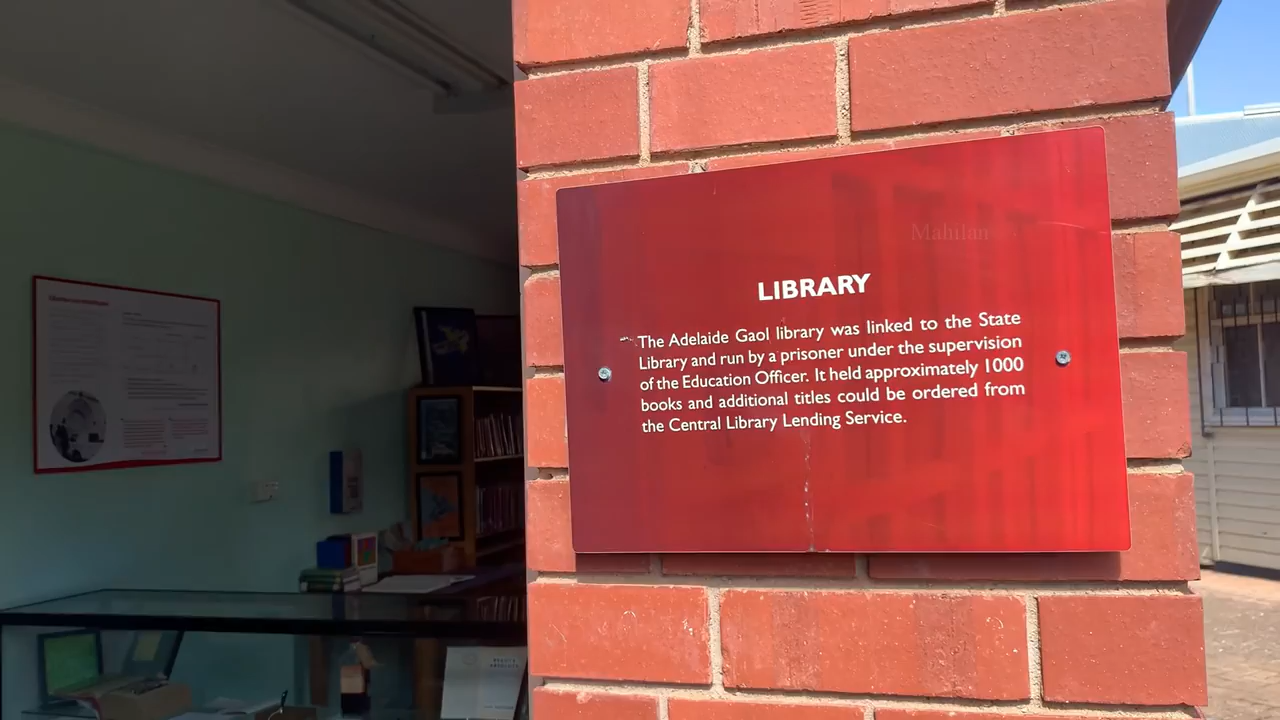 Mahilan
LIBRARY
The Adelaide Gaol library was linked to the State
Library and run by a prisoner under the supervision
of the Education Officer. It held approximately 1000
books and additional titles could be ordered from
the Central Library Lending Service.